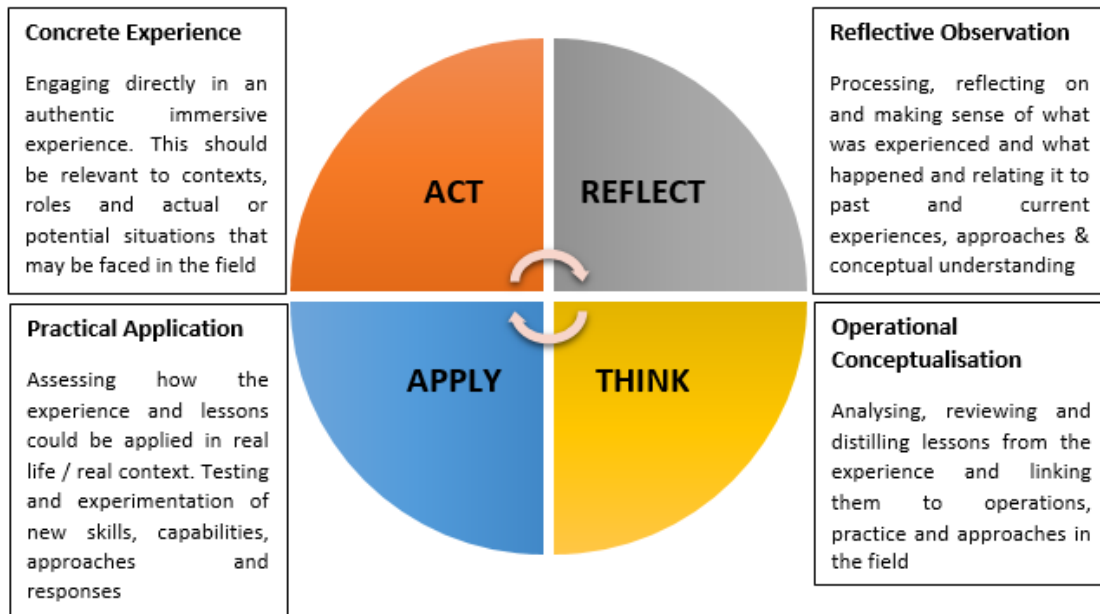 Concrete Experience
Engaging directly in an
authentic immersive
experience. This should
be relevant to contexts,
roles and actual or
potential situations that
may be faced in the field
ACT
REFLECT
Reflective Observation
Processing, reflecting on
and making sense of what
was experienced and what
happened and relating it to
past and current
experiences, approaches &
conceptual understanding
Practical Application
Assessing how the
experience and lessons
could be applied in real
life / real context. Testing
and experimentation of
new skills, capabilities,
approaches and
responses
APPLY
THINK
Operational
Conceptualisation
Analysing, reviewing and
distilling lessons from the
experience and linking
them to operations,
practice and approaches in
the field